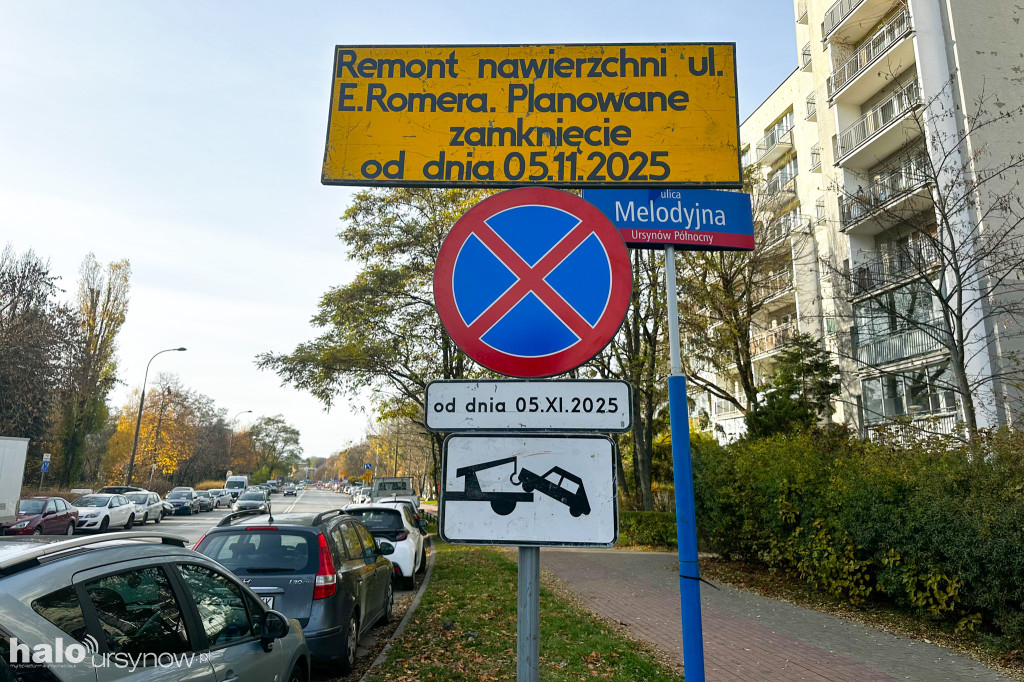 Remont nawierzchni ul.
E.Romera. Planowane
zamknięcie
od dnia 05.11.2025
ulica
Melodyjna
Ursynów Północny
od dnia 05.XI.2025
halo ursynow.pl